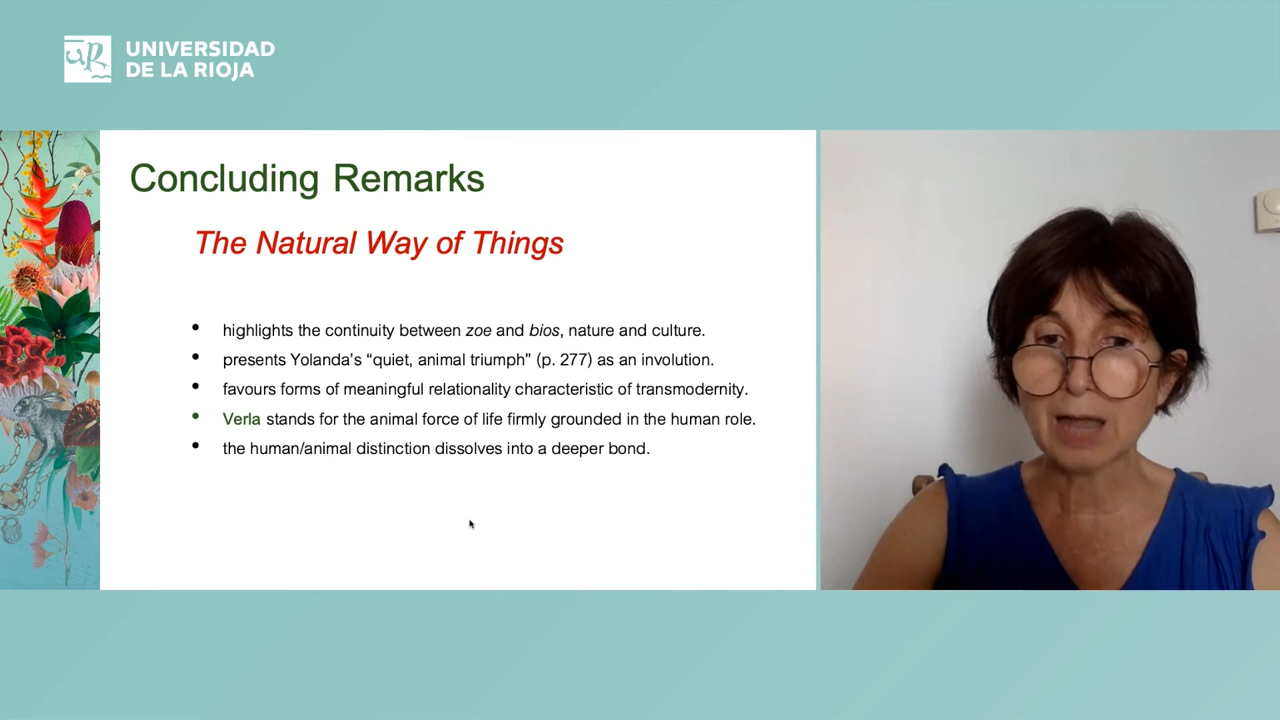 UNIVERSIDAD
DE LA RIOJA
Concluding Remarks
The Natural Way of Things
• highlights the continuity between zoe and bios, nature and culture.
• presents Yolanda’s “quiet, animal triumph” (p. 277) as an involution.
• favours forms of meaningful relationality characteristic of transmodernity.
• Verla stands for the animal force of life firmly grounded in the human role.
• the human/animal distinction dissolves into a deeper bond.